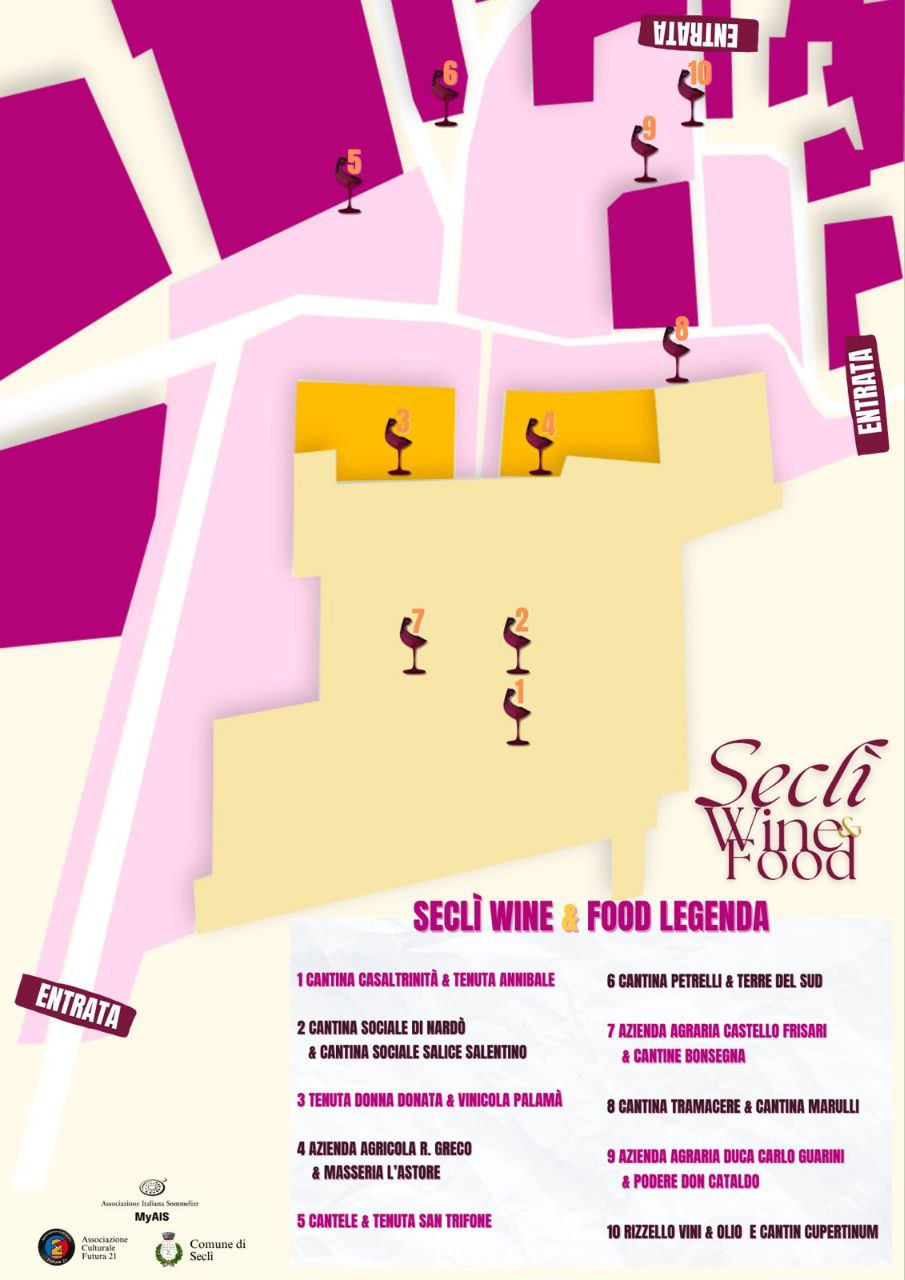 ENTRATA
6
10
9
5
8
ENTRATA
3
4
7
2
1
Seclì
Wine &
Food
SECLÌ WINE & FOOD LEGENDA
1 CANTINA CASALTRINITÀ & TENUTA ANNIBALE
2 CANTINA SOCIALE DI NARDÒ
& CANTINA SOCIALE SALICE SALENTINO
3 TENUTA DONNA DONATA & VINICOLA PALAMÀ
4 AZIENDA AGRICOLA R. GRECO
& MASSERIA L'ASTORE
5 CANTELE & TENUTA SAN TRIFONE
6 CANTINA PETRELLI & TERRE DEL SUD
7 AZIENDA AGRARIA CASTELLO FRISARI
& CANTINE BONSEGNA
8 CANTINA TRAMACERE & CANTINA MARULLI
9 AZIENDA AGRARIA DUCA CARLO GUARINI
& PODERE DON CATALDO
10 RIZZELLO VINI & OLIO E CANTIN CUPERTINUM
ENTRATA
Associazione Italiana Sommelier
MyAIS
Associazione
Culturale
Futura 21
Comune di
Seclì